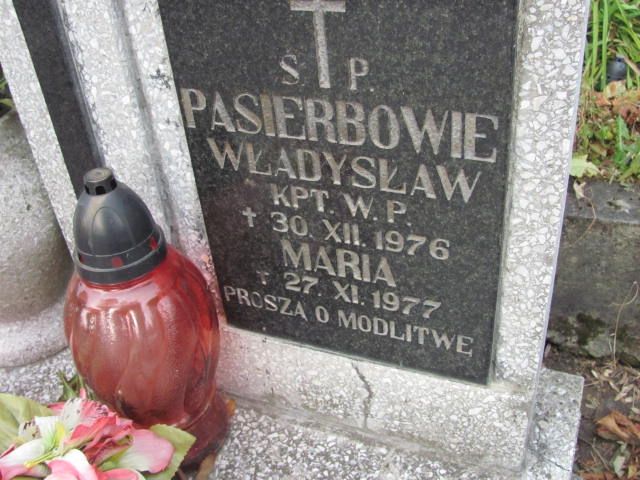 Ś. P.
PASIERBOWIE
WŁADYSŁAW
KPT. W. P.
✝ 30. XII. 1976
MARIA
✝ 27. XI. 1977
PROSZĄ O MODLITWĘ